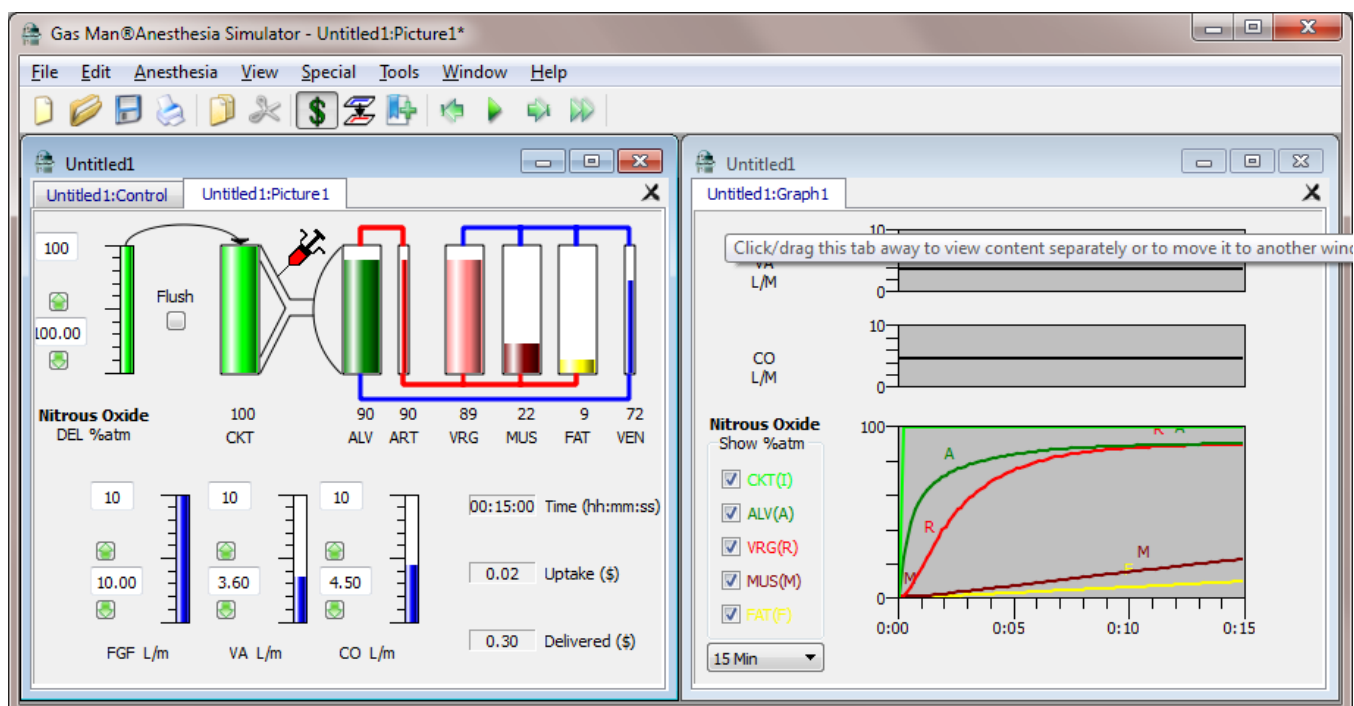 Gas Man®Anesthesia Simulator - Untitled1:Picture1*
File Edit Anesthesia View Special Tools Window Help
$
Untitled1
Untitled1:Control Untitled1:Picture1
100
Flush
100.00
Nitrous Oxide
DEL %atm
100 90 90 89 22 9 72
CKT ALV ART VRG MUS FAT VEN
10 10 10
00:15:00 Time (hh:mm:ss)
10.00 3.60 4.50
0.02 Uptake ($)
0.30 Delivered ($)
FGF L/m VA L/m CO L/m
Untitled1
Untitled1:Graph1
10
Click/drag this tab away to view content separately or to move it to another
VA
L/M
0
10
CO
L/M
0
Nitrous Oxide
Show %atm
CKT(I)
ALV(A)
VRG(R)
MUS(M)
FAT(F)
15 Min
100
R A
A
R
M
M
F
0
0:00 0:05 0:10 0:15